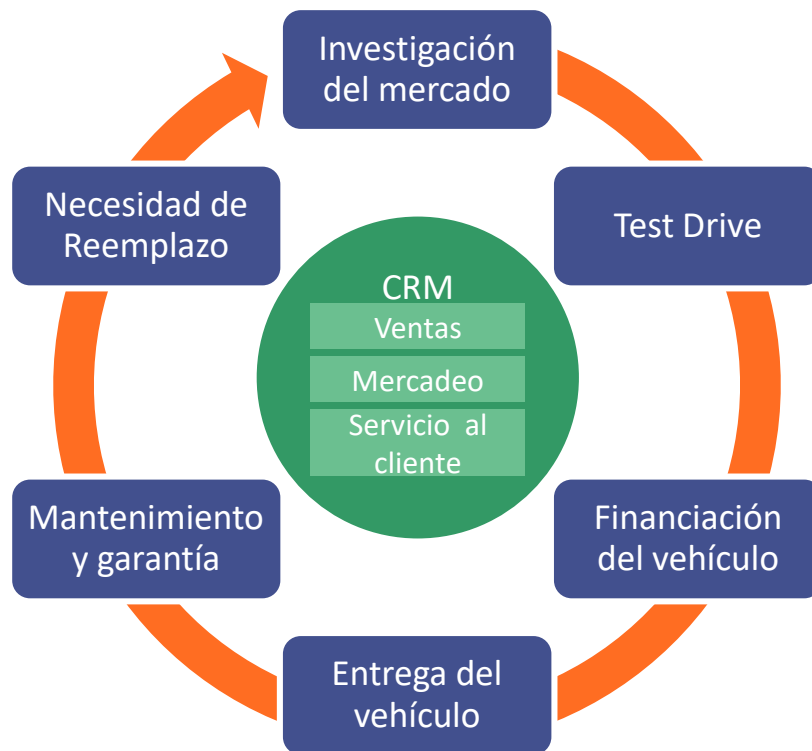 Investigación
del mercado
Test Drive
Financiación
del vehículo
Entrega del
vehículo
Mantenimiento
y garantía
Necesidad de
Reemplazo
CRM
Ventas
Mercadeo
Servicio al
cliente